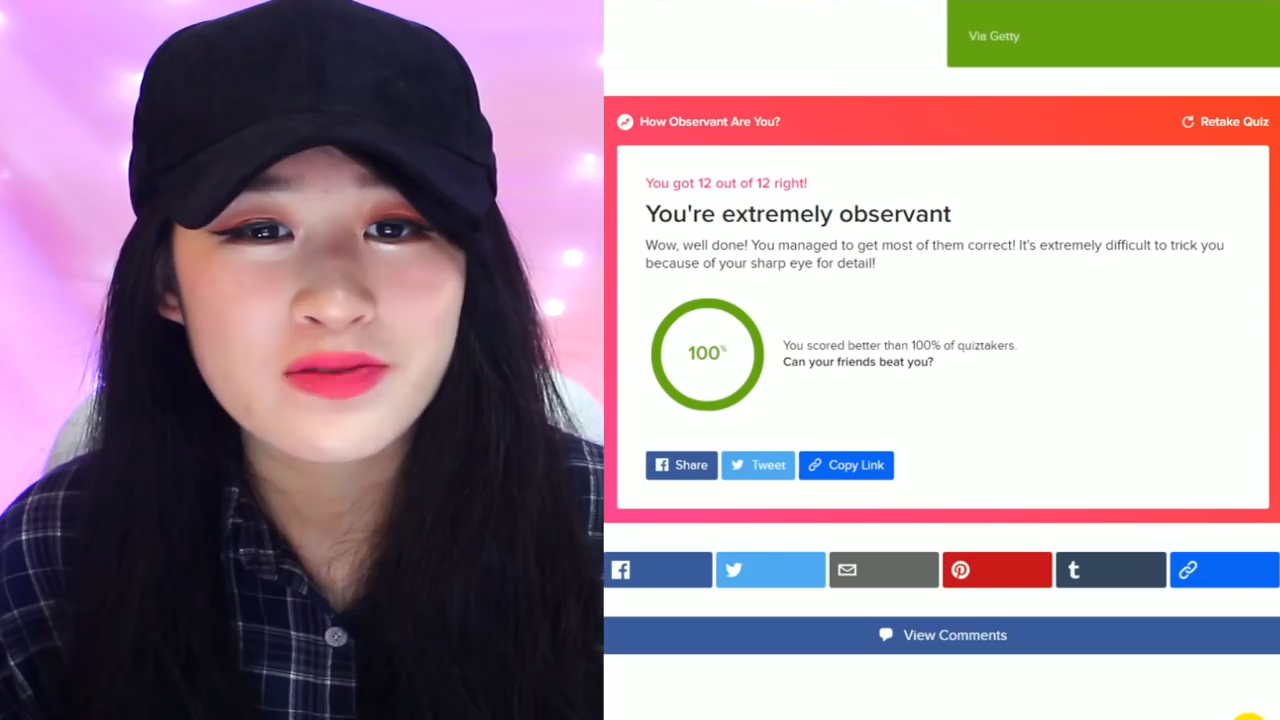 Via Getty
How Observant Are You?
Retake Quiz
You got 12 out of 12 right!
You're extremely observant
Wow, well done! You managed to get most of them correct! It's extremely difficult to trick you
because of your sharp eye for detail!
100%
You scored better than 100% of quiztakers.
Can your friends beat you?
Share
Tweet
Copy Link
View Comments